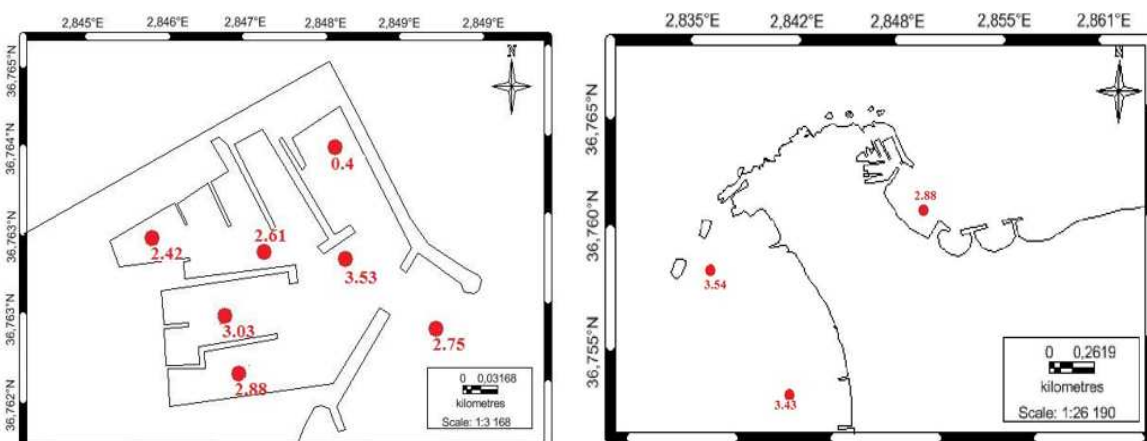 2,845°E 2,846°E 2,847°E 2,848°E 2,849°E 2,849°E
36,765°N
36,764°N
36,763°N
36,763°N
36,762°N
N
0.4
2.42
2.61
3.53
3.03
2.75
2.88
0 0,03168
kilometres
Scale: 1:3 168
2,835°E 2,842°E 2,848°E 2,855°E 2,861°E
36,765°N
36,760°N
36,755°N
N
2.88
3.54
3.43
0 0,2619
kilometres
Scale: 1:26 190